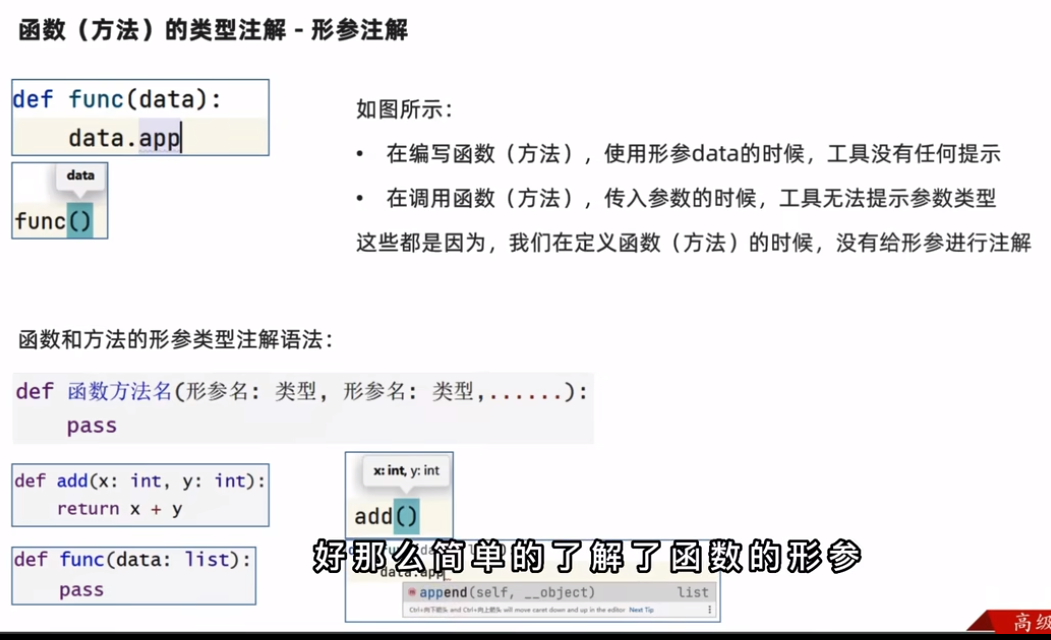 函数（方法）的类型注解 - 形参注解
def func(data):
data.app
data
func()
如图所示：
• 在编写函数（方法），使用形参data的时候，工具没有任何提示
• 在调用函数（方法），传入参数的时候，工具无法提示参数类型
这些都是因为，我们在定义函数（方法）的时候，没有给形参进行注解
函数和方法的形参类型注解语法：
def 函数方法名(形参名: 类型, 形参名: 类型,......):
pass
def add(x: int, y: int):
return x + y
x: int, y: int
add()
def func(data: list):
pass
好那么简单的了解了函数的形参
data.app
append(self, __object) list
Ctrl+向下箭头 and Ctrl+向上箭头 will move caret down and up in the editor Next Tip
高级